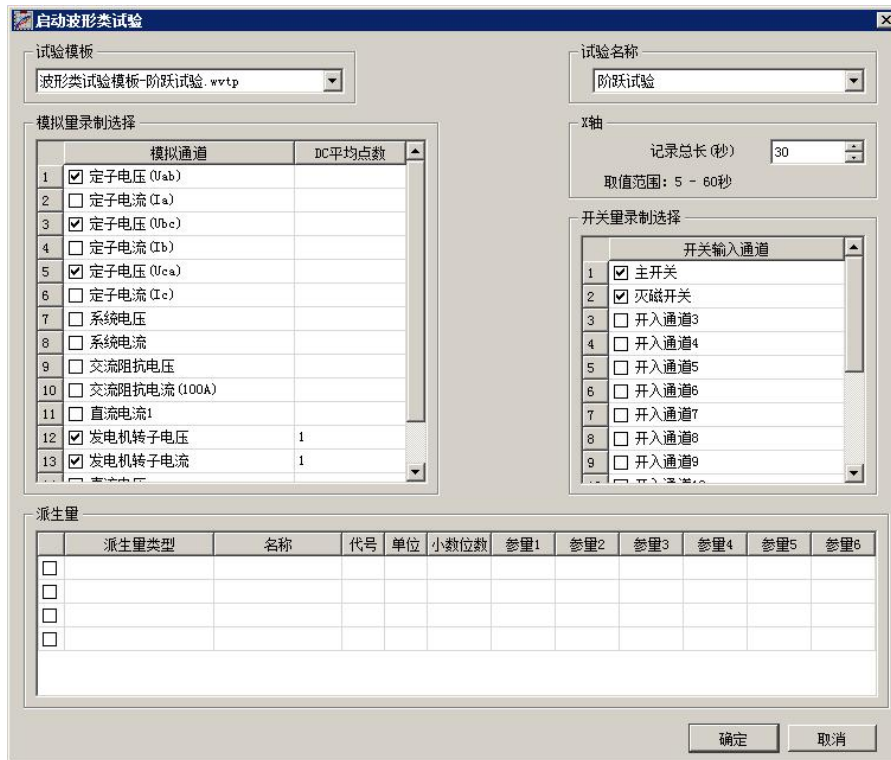 启动波形类试验
试验模板
波形类试验模板-阶跃试验.wvtp
试验名称
阶跃试验
模拟量录制选择
模拟通道 DC平均点数
1 定子电压(Uab)
2 定子电流(Ia)
3 定子电压(Ubc)
4 定子电流(Ib)
5 定子电压(Uca)
6 定子电流(Ic)
7 系统电压
8 系统电流
9 交流阻抗电压
10 交流阻抗电流(100A)
11 直流电流1
12 发电机转子电压 1
13 发电机转子电流 1
X轴
记录总长(秒) 30
取值范围: 5 - 60秒
开关量录制选择
开关输入通道
1 主开关
2 灭磁开关
3 开入通道3
4 开入通道4
5 开入通道5
6 开入通道6
7 开入通道7
8 开入通道8
9 开入通道9
派生量
派生量类型 名称 代号 单位 小数位数 参量1 参量2 参量3 参量4 参量5 参量6
确定 取消